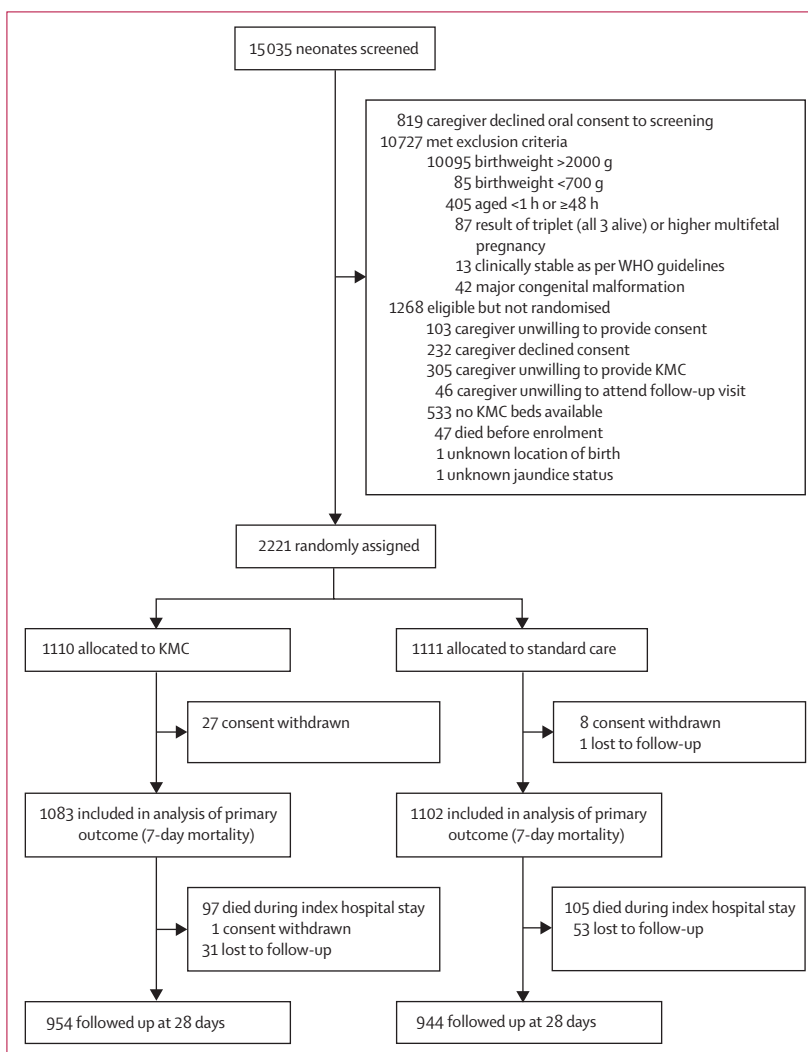 15 035 neonates screened
819 caregiver declined oral consent to screening
10 727 met exclusion criteria
10 095 birthweight >2000 g
85 birthweight <700 g
405 aged <1 h or ≥48 h
87 result of triplet (all 3 alive) or higher multifetal
pregnancy
13 clinically stable as per WHO guidelines
42 major congenital malformation
1268 eligible but not randomised
103 caregiver unwilling to provide consent
232 caregiver declined consent
305 caregiver unwilling to provide KMC
46 caregiver unwilling to attend follow-up visit
533 no KMC beds available
47 died before enrolment
1 unknown location of birth
1 unknown jaundice status
2221 randomly assigned
1110 allocated to KMC
1111 allocated to standard care
27 consent withdrawn
8 consent withdrawn
1 lost to follow-up
1083 included in analysis of primary
outcome (7-day mortality)
1102 included in analysis of primary
outcome (7-day mortality)
97 died during index hospital stay
1 consent withdrawn
31 lost to follow-up
105 died during index hospital stay
53 lost to follow-up
954 followed up at 28 days
944 followed up at 28 days